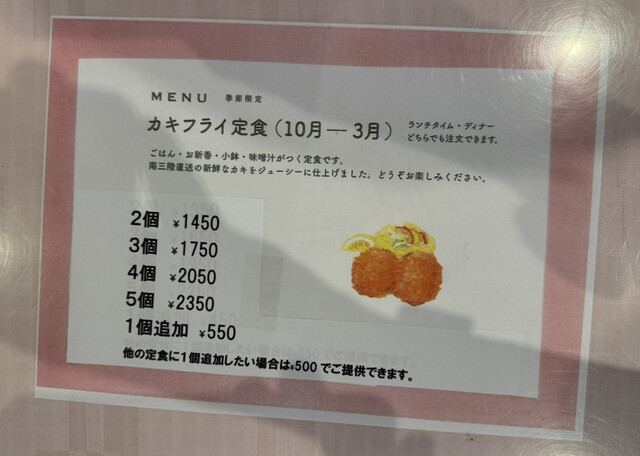 MENU 季節限定
カキフライ定食(10月― 3月) ランチタイム・ディナー
どちらでも注文できます。
ごはん・お新香・小鉢・味噌汁がつく定食です。
南三陸直送の新鮮なカキをジューシーに仕上げました。どうぞお楽しみください。
2個 ¥1450
3個 ¥1750
4個 ¥2050
5個 ¥2350
1個追加 ¥550
他の定食に1個追加したい場合は¥500でご提供できます。